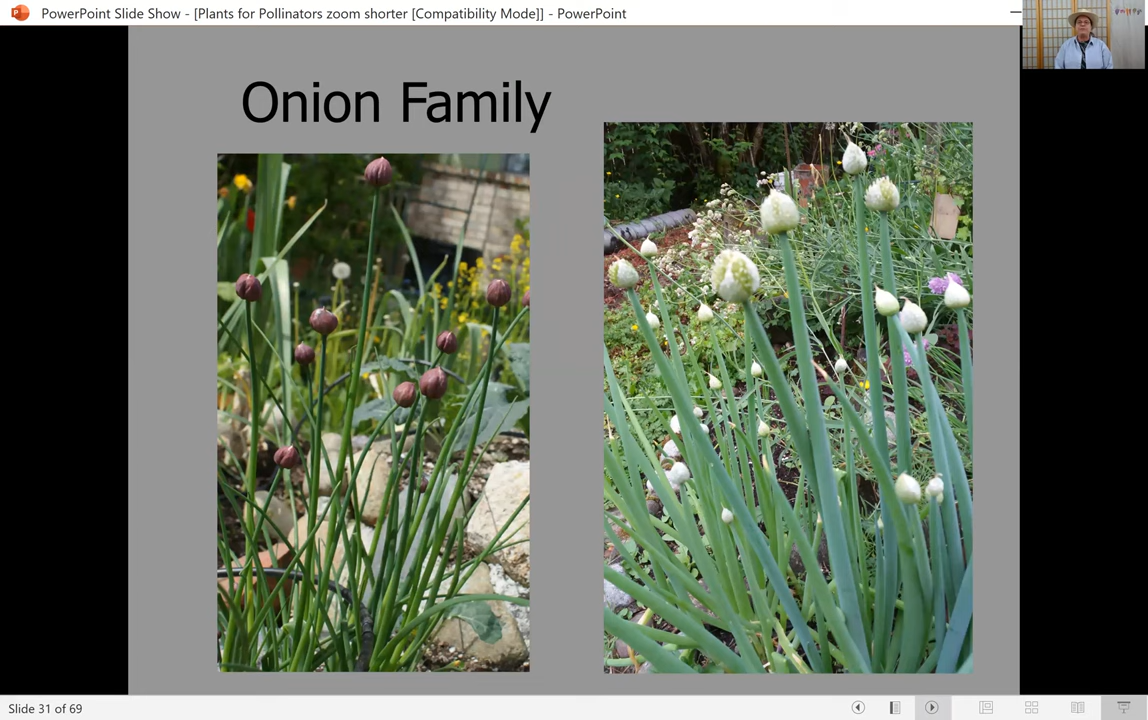 PowerPoint Slide Show - [Plants for Pollinators zoom shorter [Compatibility Mode]] - PowerPoint
Onion Family
Slide 31 of 69